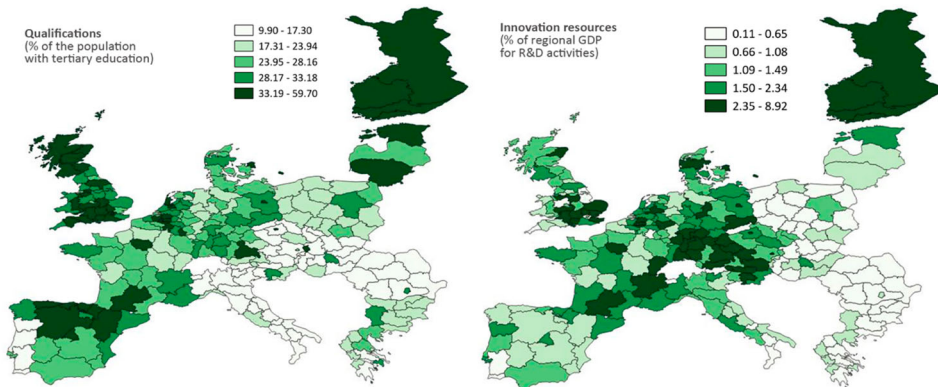 Qualifications
(% of the population
with tertiary education)
9.90 - 17.30
17.31 - 23.94
23.95 - 28.16
28.17 - 33.18
33.19 - 59.70
Innovation resources
(% of regional GDP
for R&D activities)
0.11 - 0.65
0.66 - 1.08
1.09 - 1.49
1.50 - 2.34
2.35 - 8.92